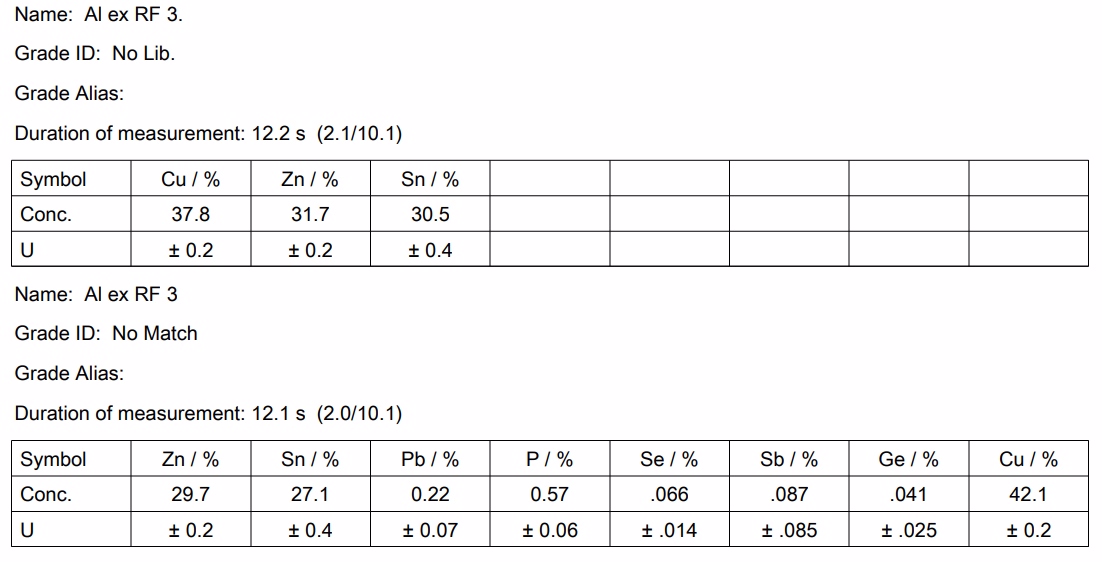 Name: Al ex RF 3.
Grade ID: No Lib.
Grade Alias:
Duration of measurement: 12.2 s (2.1/10.1)
Symbol Cu / % Zn / % Sn / %
Conc. 37.8 31.7 30.5
U ± 0.2 ± 0.2 ± 0.4
Name: Al ex RF 3
Grade ID: No Match
Grade Alias:
Duration of measurement: 12.1 s (2.0/10.1)
Symbol Zn / % Sn / % Pb / % P / % Se / % Sb / % Ge / % Cu / %
Conc. 29.7 27.1 0.22 0.57 .066 .087 .041 42.1
U ± 0.2 ± 0.4 ± 0.07 ± 0.06 ± .014 ± .085 ± .025 ± 0.2